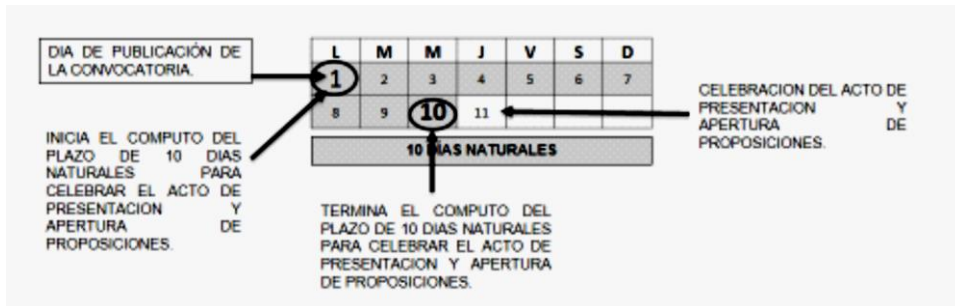 DIA DE PUBLICACIÓN DE
LA CONVOCATORIA.
L M M J V S D
1 2 3 4 5 6 7
8 9 10 11
10 DÍAS NATURALES
CELEBRACION DEL ACTO DE
PRESENTACION Y
APERTURA DE
PROPOSICIONES.
INICIA EL COMPUTO DEL
PLAZO DE 10 DIAS
NATURALES PARA
CELEBRAR EL ACTO DE
PRESENTACION Y
APERTURA DE
PROPOSICIONES.
TERMINA EL COMPUTO DEL
PLAZO DE 10 DIAS NATURALES
PARA CELEBRAR EL ACTO DE
PRESENTACION Y APERTURA
DE PROPOSICIONES.